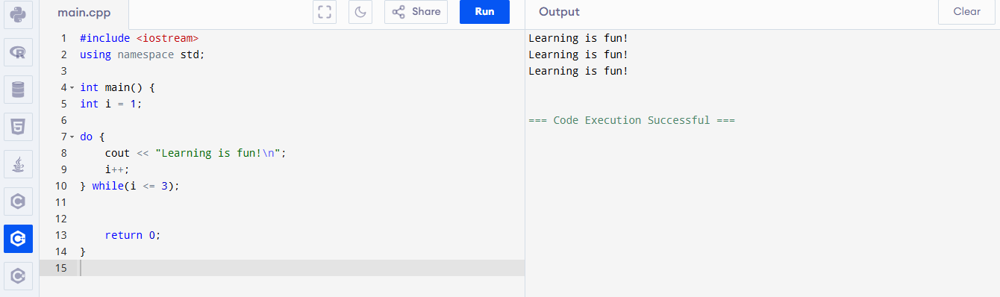 main.cpp
Share
Run
Output
Clear
1 #include <iostream>
2 using namespace std;
3
4 int main() {
5 int i = 1;
6
7 do {
8     cout << "Learning is fun!\n";
9     i++;
10 } while(i <= 3);
11
12
13     return 0;
14 }
15
Learning is fun!
Learning is fun!
Learning is fun!
=== Code Execution Successful ===